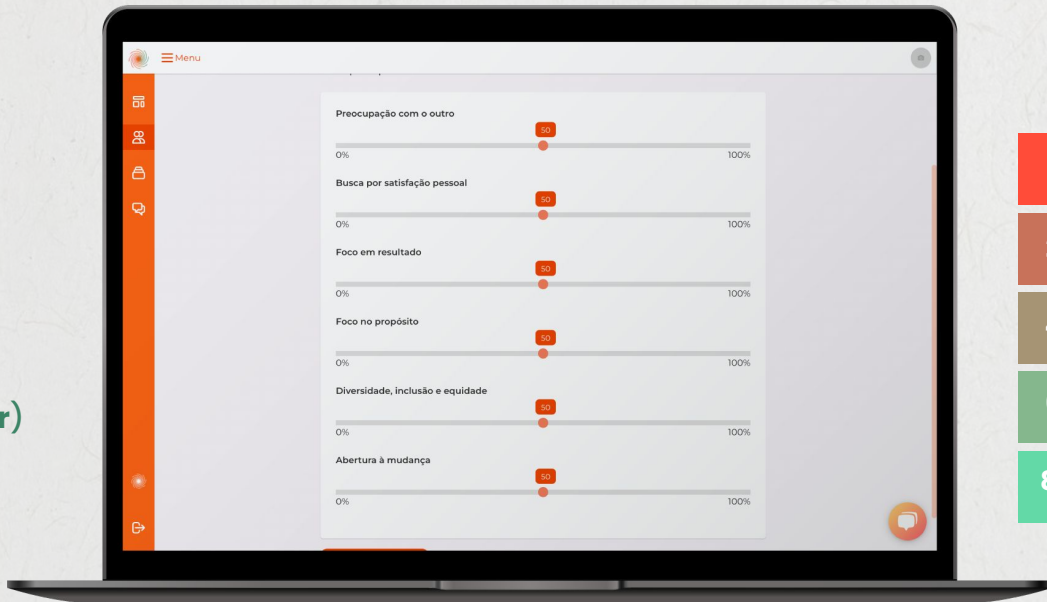 Menu
Preocupação com o outro
50
0% 100%
Busca por satisfação pessoal
50
0% 100%
Foco em resultado
50
0% 100%
Foco no propósito
50
0% 100%
Diversidade, inclusão e equidade
50
0% 100%
r)
Abertura à mudança
50
0% 100%